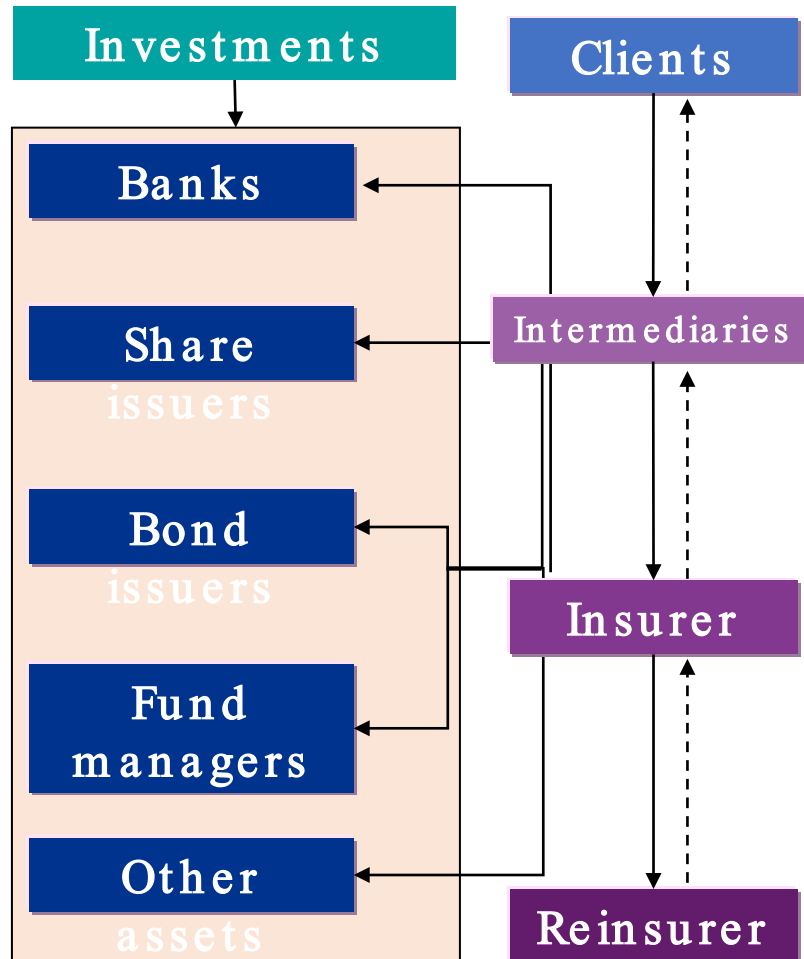 Investments
Clients
Banks
Intermediaries
Share
issuers
Bond
issuers
Insurer
Fund
managers
Other
assets
Reinsurer